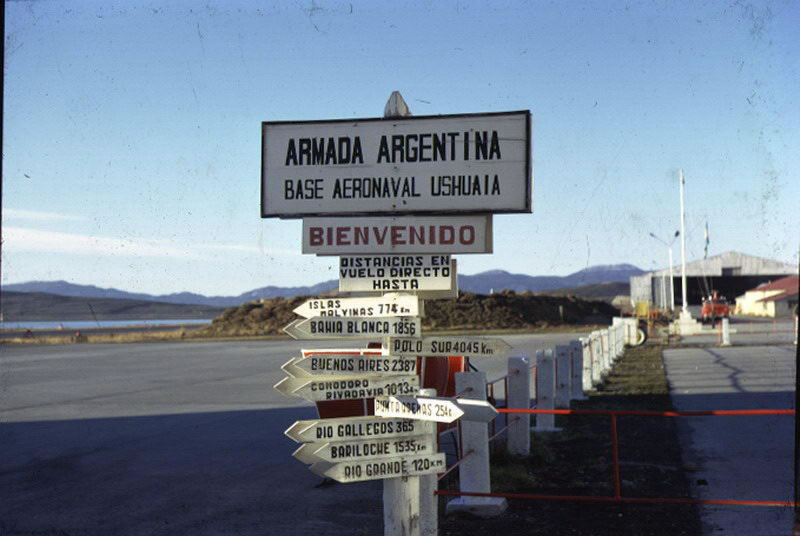 ARMADA ARGENTINA
BASE AERONAVAL USHUAIA
BIENVENIDO
DISTANCIAS EN
VUELO DIRECTO
HASTA
ISLAS
MALVINAS 774 KM
BAHIA BLANCA 1856
POLO SUR 4045 KM
BUENOS AIRES 2387
COMODORO
RIVADAVIA 1013 K
PUNTA ARENAS 254 K
RIO GALLEGOS 365
BARILOCHE 1535 KM
RIO GRANDE 120 KM